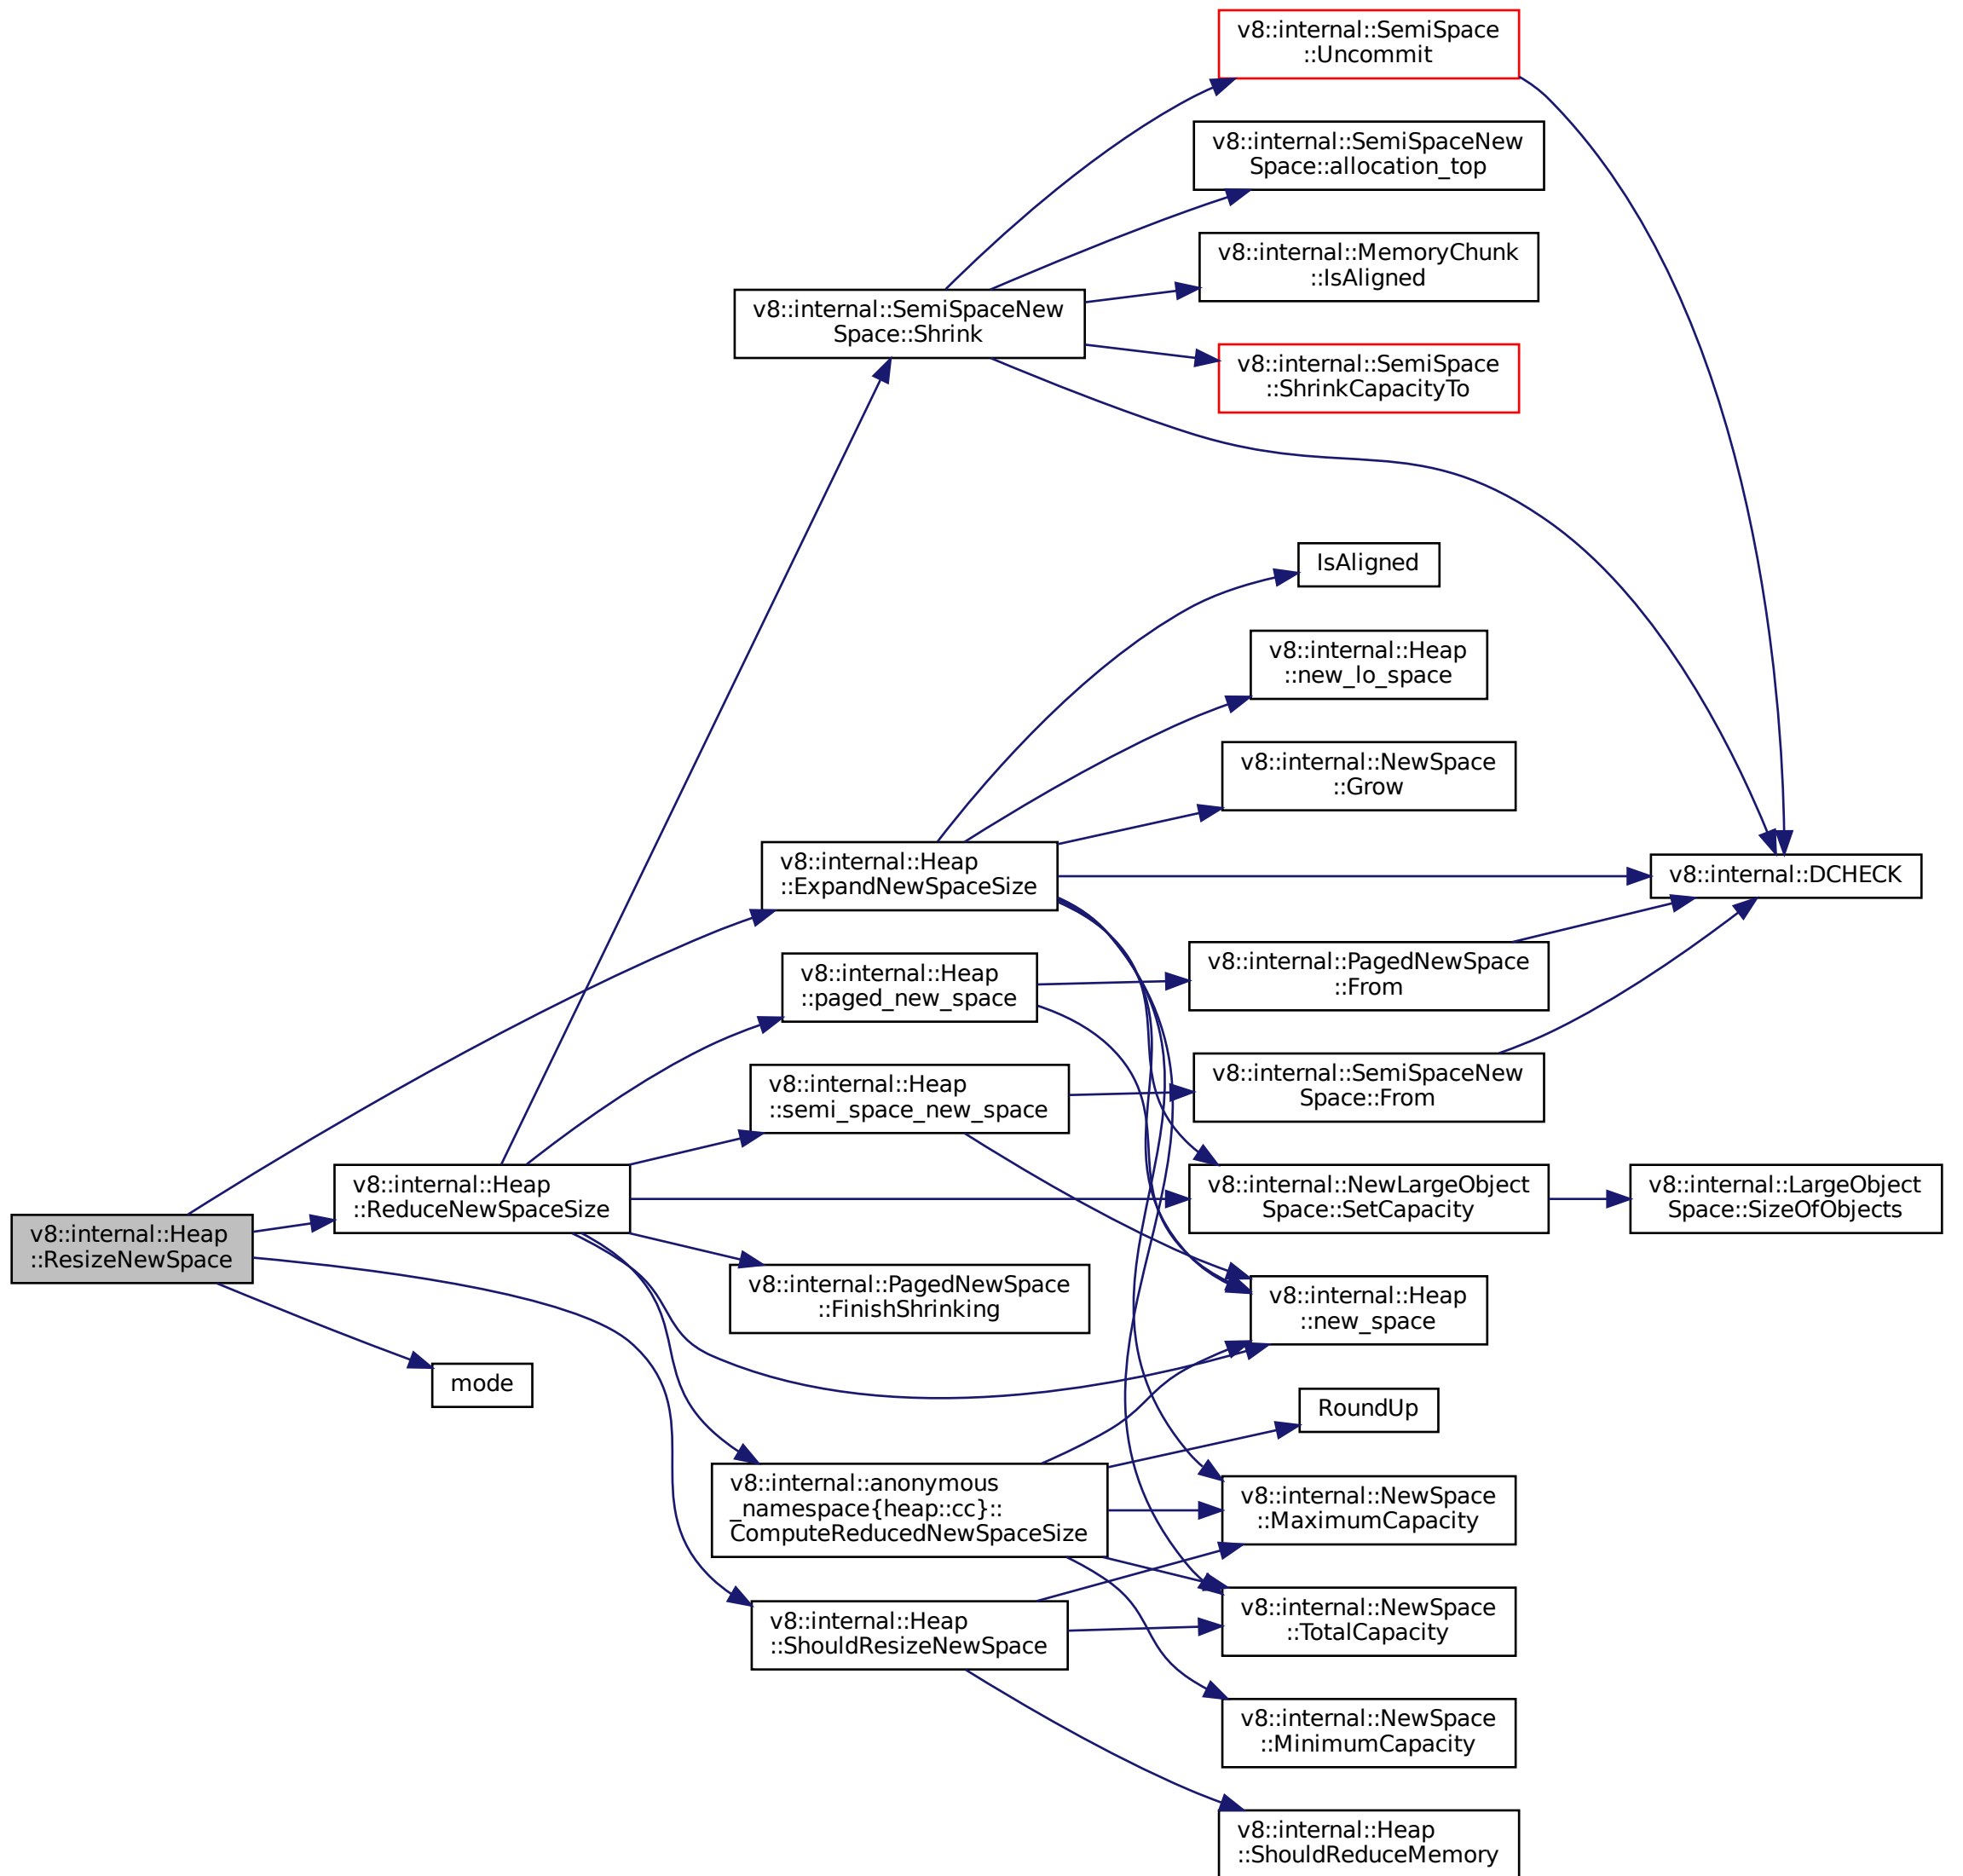 v8::internal::SemiSpace
::Uncommit
v8::internal::SemiSpaceNew
Space::allocation_top
v8::internal::MemoryChunk
::IsAligned
v8::internal::SemiSpaceNew
Space::Shrink
v8::internal::SemiSpace
::ShrinkCapacityTo
IsAligned
v8::internal::Heap
::new_lo_space
v8::internal::NewSpace
::Grow
v8::internal::Heap
::ExpandNewSpaceSize
v8::internal::DCHECK
v8::internal::Heap
::paged_new_space
v8::internal::PagedNewSpace
::From
v8::internal::Heap
::semi_space_new_space
v8::internal::SemiSpaceNew
Space::From
v8::internal::Heap
::ReduceNewSpaceSize
v8::internal::NewLargeObject
Space::SetCapacity
v8::internal::LargeObject
Space::SizeOfObjects
v8::internal::Heap
::ResizeNewSpace
v8::internal::PagedNewSpace
::FinishShrinking
v8::internal::Heap
::new_space
mode
RoundUp
v8::internal::anonymous
_namespace{heap::cc}::
ComputeReducedNewSpaceSize
v8::internal::NewSpace
::MaximumCapacity
v8::internal::Heap
::ShouldResizeNewSpace
v8::internal::NewSpace
::TotalCapacity
v8::internal::NewSpace
::MinimumCapacity
v8::internal::Heap
::ShouldReduceMemory